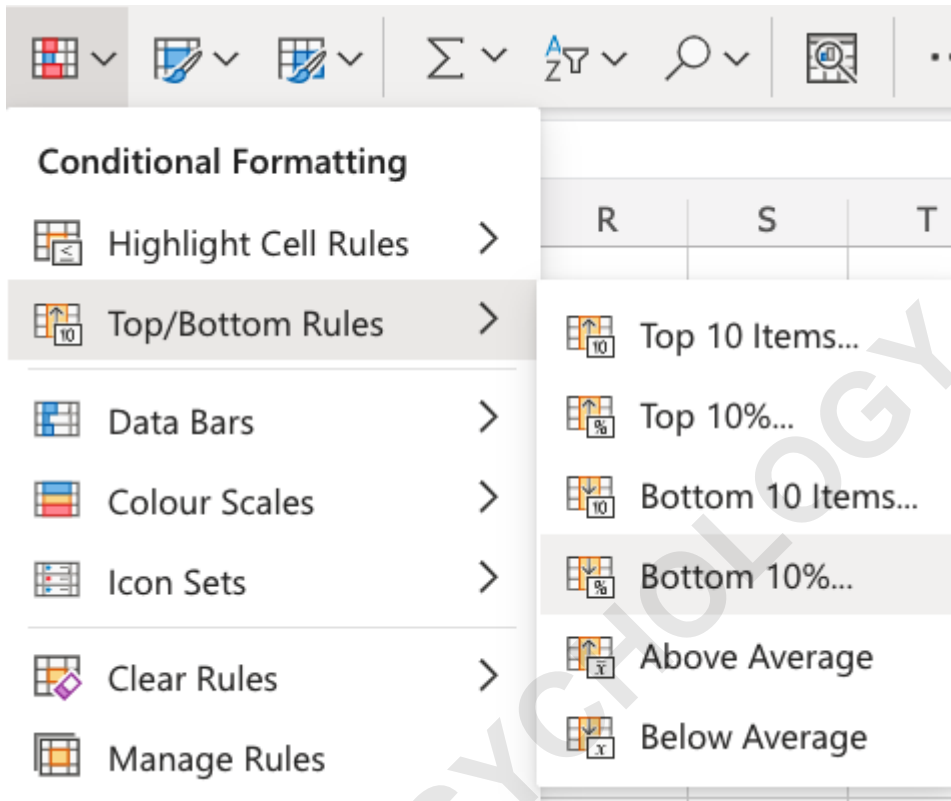 Conditional Formatting
Highlight Cell Rules
Top/Bottom Rules
Data Bars
Colour Scales
Icon Sets
Clear Rules
Manage Rules
R S T
Top 10 Items...
Top 10%...
Bottom 10 Items...
Bottom 10%...
Above Average
Below Average